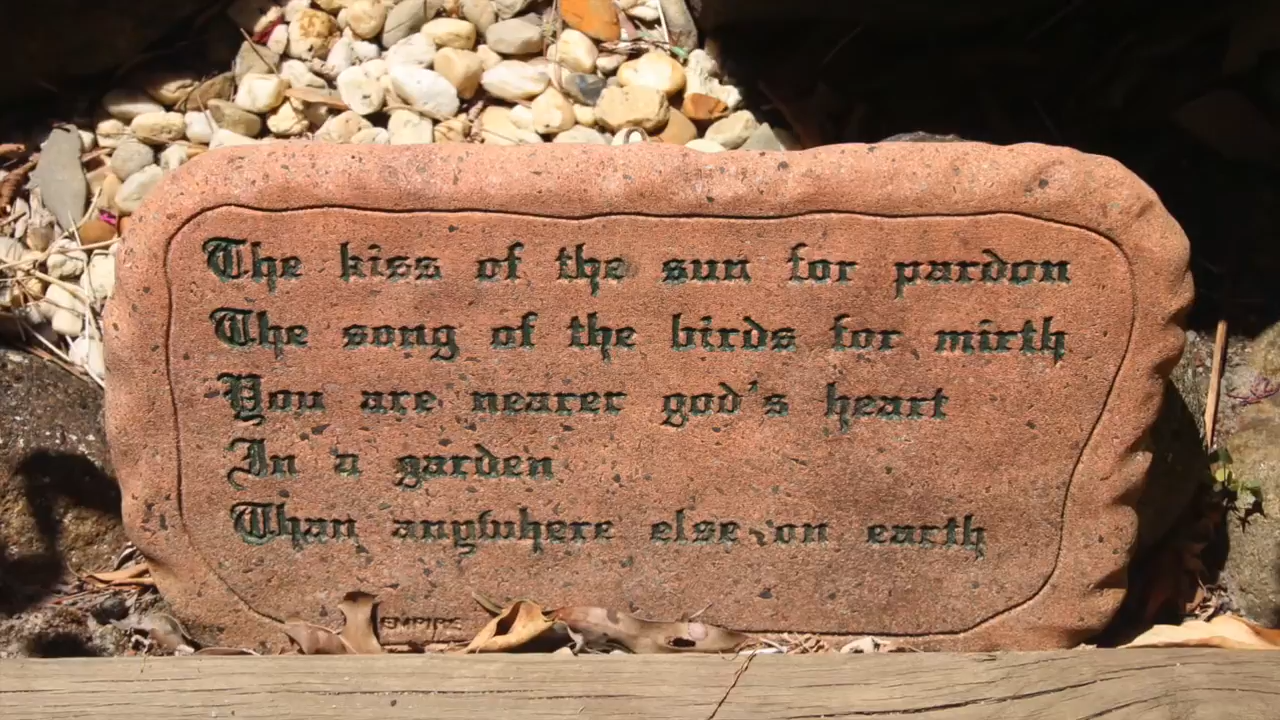 The kiss of the sun for pardon
The song of the birds for mirth
You are nearer god's heart
In a garden
Than anywhere else on earth
EMPIRE